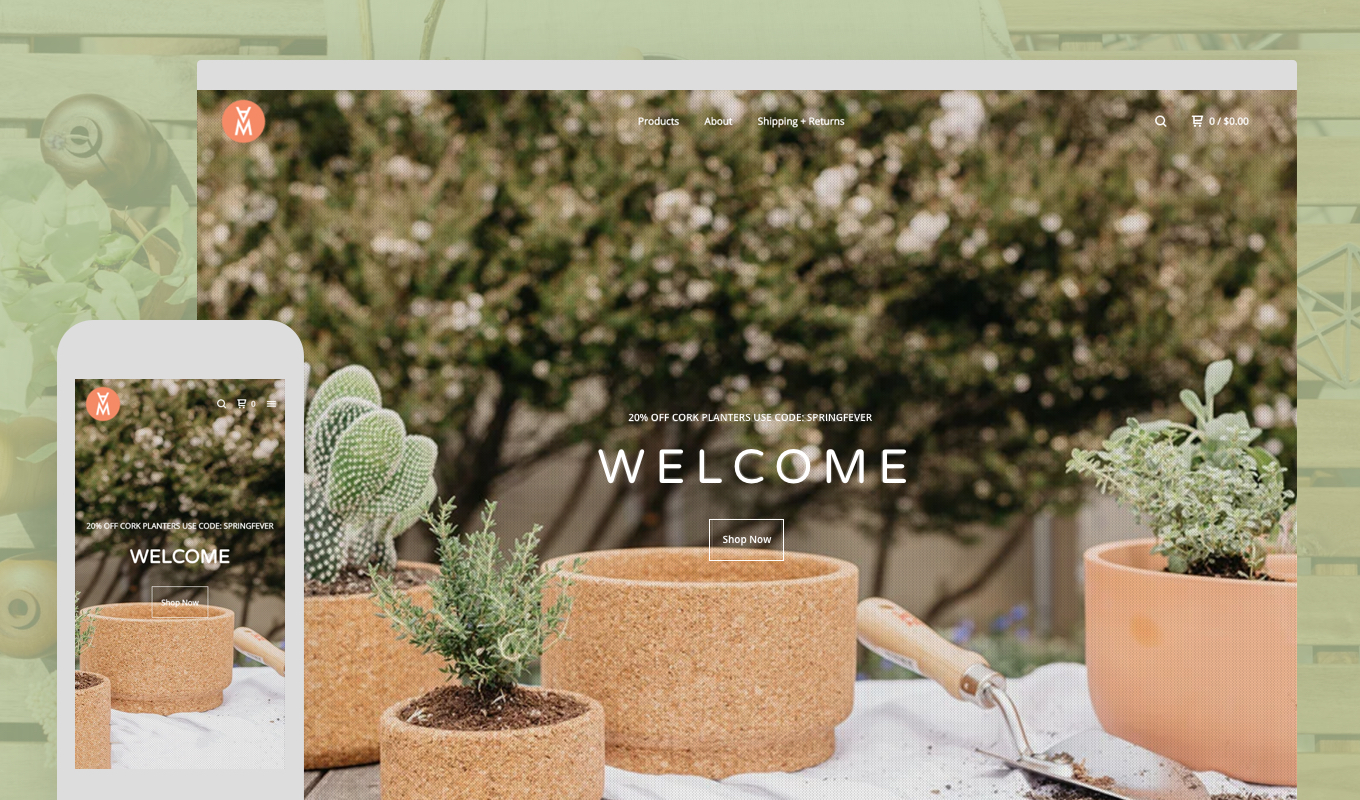 Products About Shipping + Returns 0 / $0.00
20% OFF CORK PLANTERS USE CODE: SPRINGFEVER
WELCOME
Shop Now
0
20% OFF CORK PLANTERS USE CODE: SPRINGFEVER
WELCOME
Shop Now